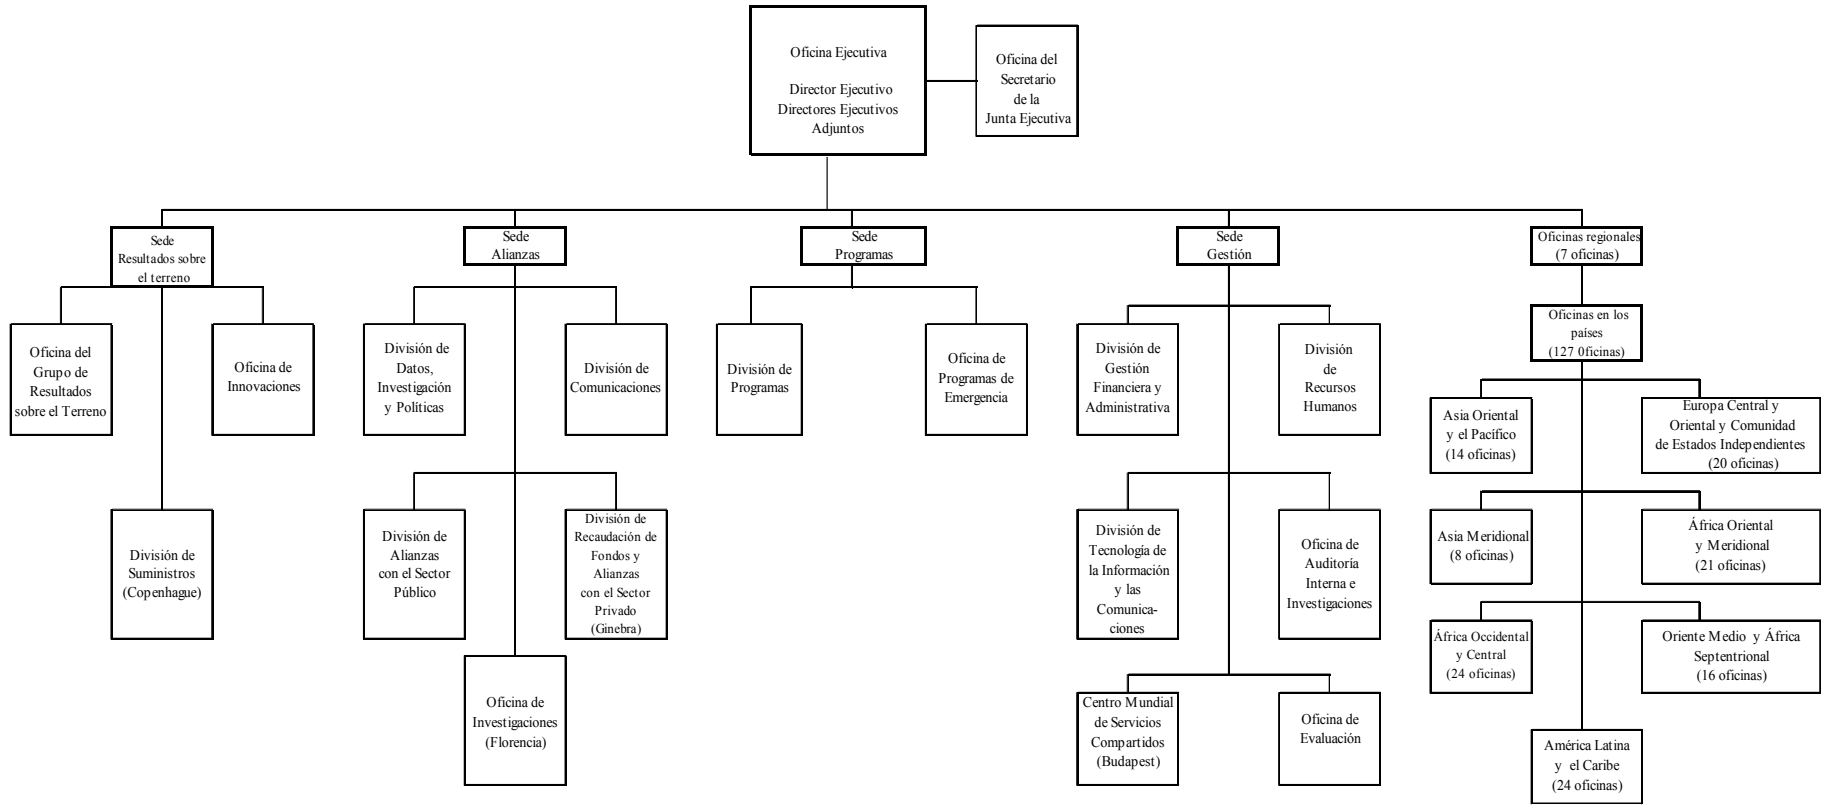 Oficina Ejecutiva
Director Ejecutivo
Directores Ejecutivos
Adjuntos
Oficina del
Secretario
de la
Junta Ejecutiva
Sede
Resultados sobre
el terreno
Sede
Alianzas
Sede
Programas
Sede
Gestión
Oficinas regionales
(7 oficinas)
Oficina del
Grupo de
Resultados
sobre el Terreno
Oficina de
Innovaciones
División de
Suministros
(Copenhague)
División de
Datos,
Investigación
y Políticas
División de
Comunicaciones
División de
Alianzas
con el Sector
Público
División de
Recaudación de
Fondos y
Alianzas
con el Sector
Privado
(Ginebra)
Oficina de
Investigaciones
(Florencia)
División de
Programas
Oficina de
Programas de
Emergencia
División de
Gestión
Financiera y
Administrativa
División
de
Recursos
Humanos
División de
Tecnología de
la Información
y las
Comunica-
ciones
Oficina de
Auditoría
Interna e
Investigaciones
Centro Mundial
de Servicios
Compartidos
(Budapest)
Oficina de
Evaluación
Oficinas en los
países
(127 0ficinas)
Asia Oriental
y el Pacífico
(14 oficinas)
Europa Central y
Oriental y Comunidad
de Estados Independientes
(20 oficinas)
Asia Meridional
(8 oficinas)
África Oriental
y Meridional
(21 oficinas)
África Occidental
y Central
(24 oficinas)
Oriente Medio y África
Septentrional
(16 oficinas)
América Latina
y el Caribe
(24 oficinas)